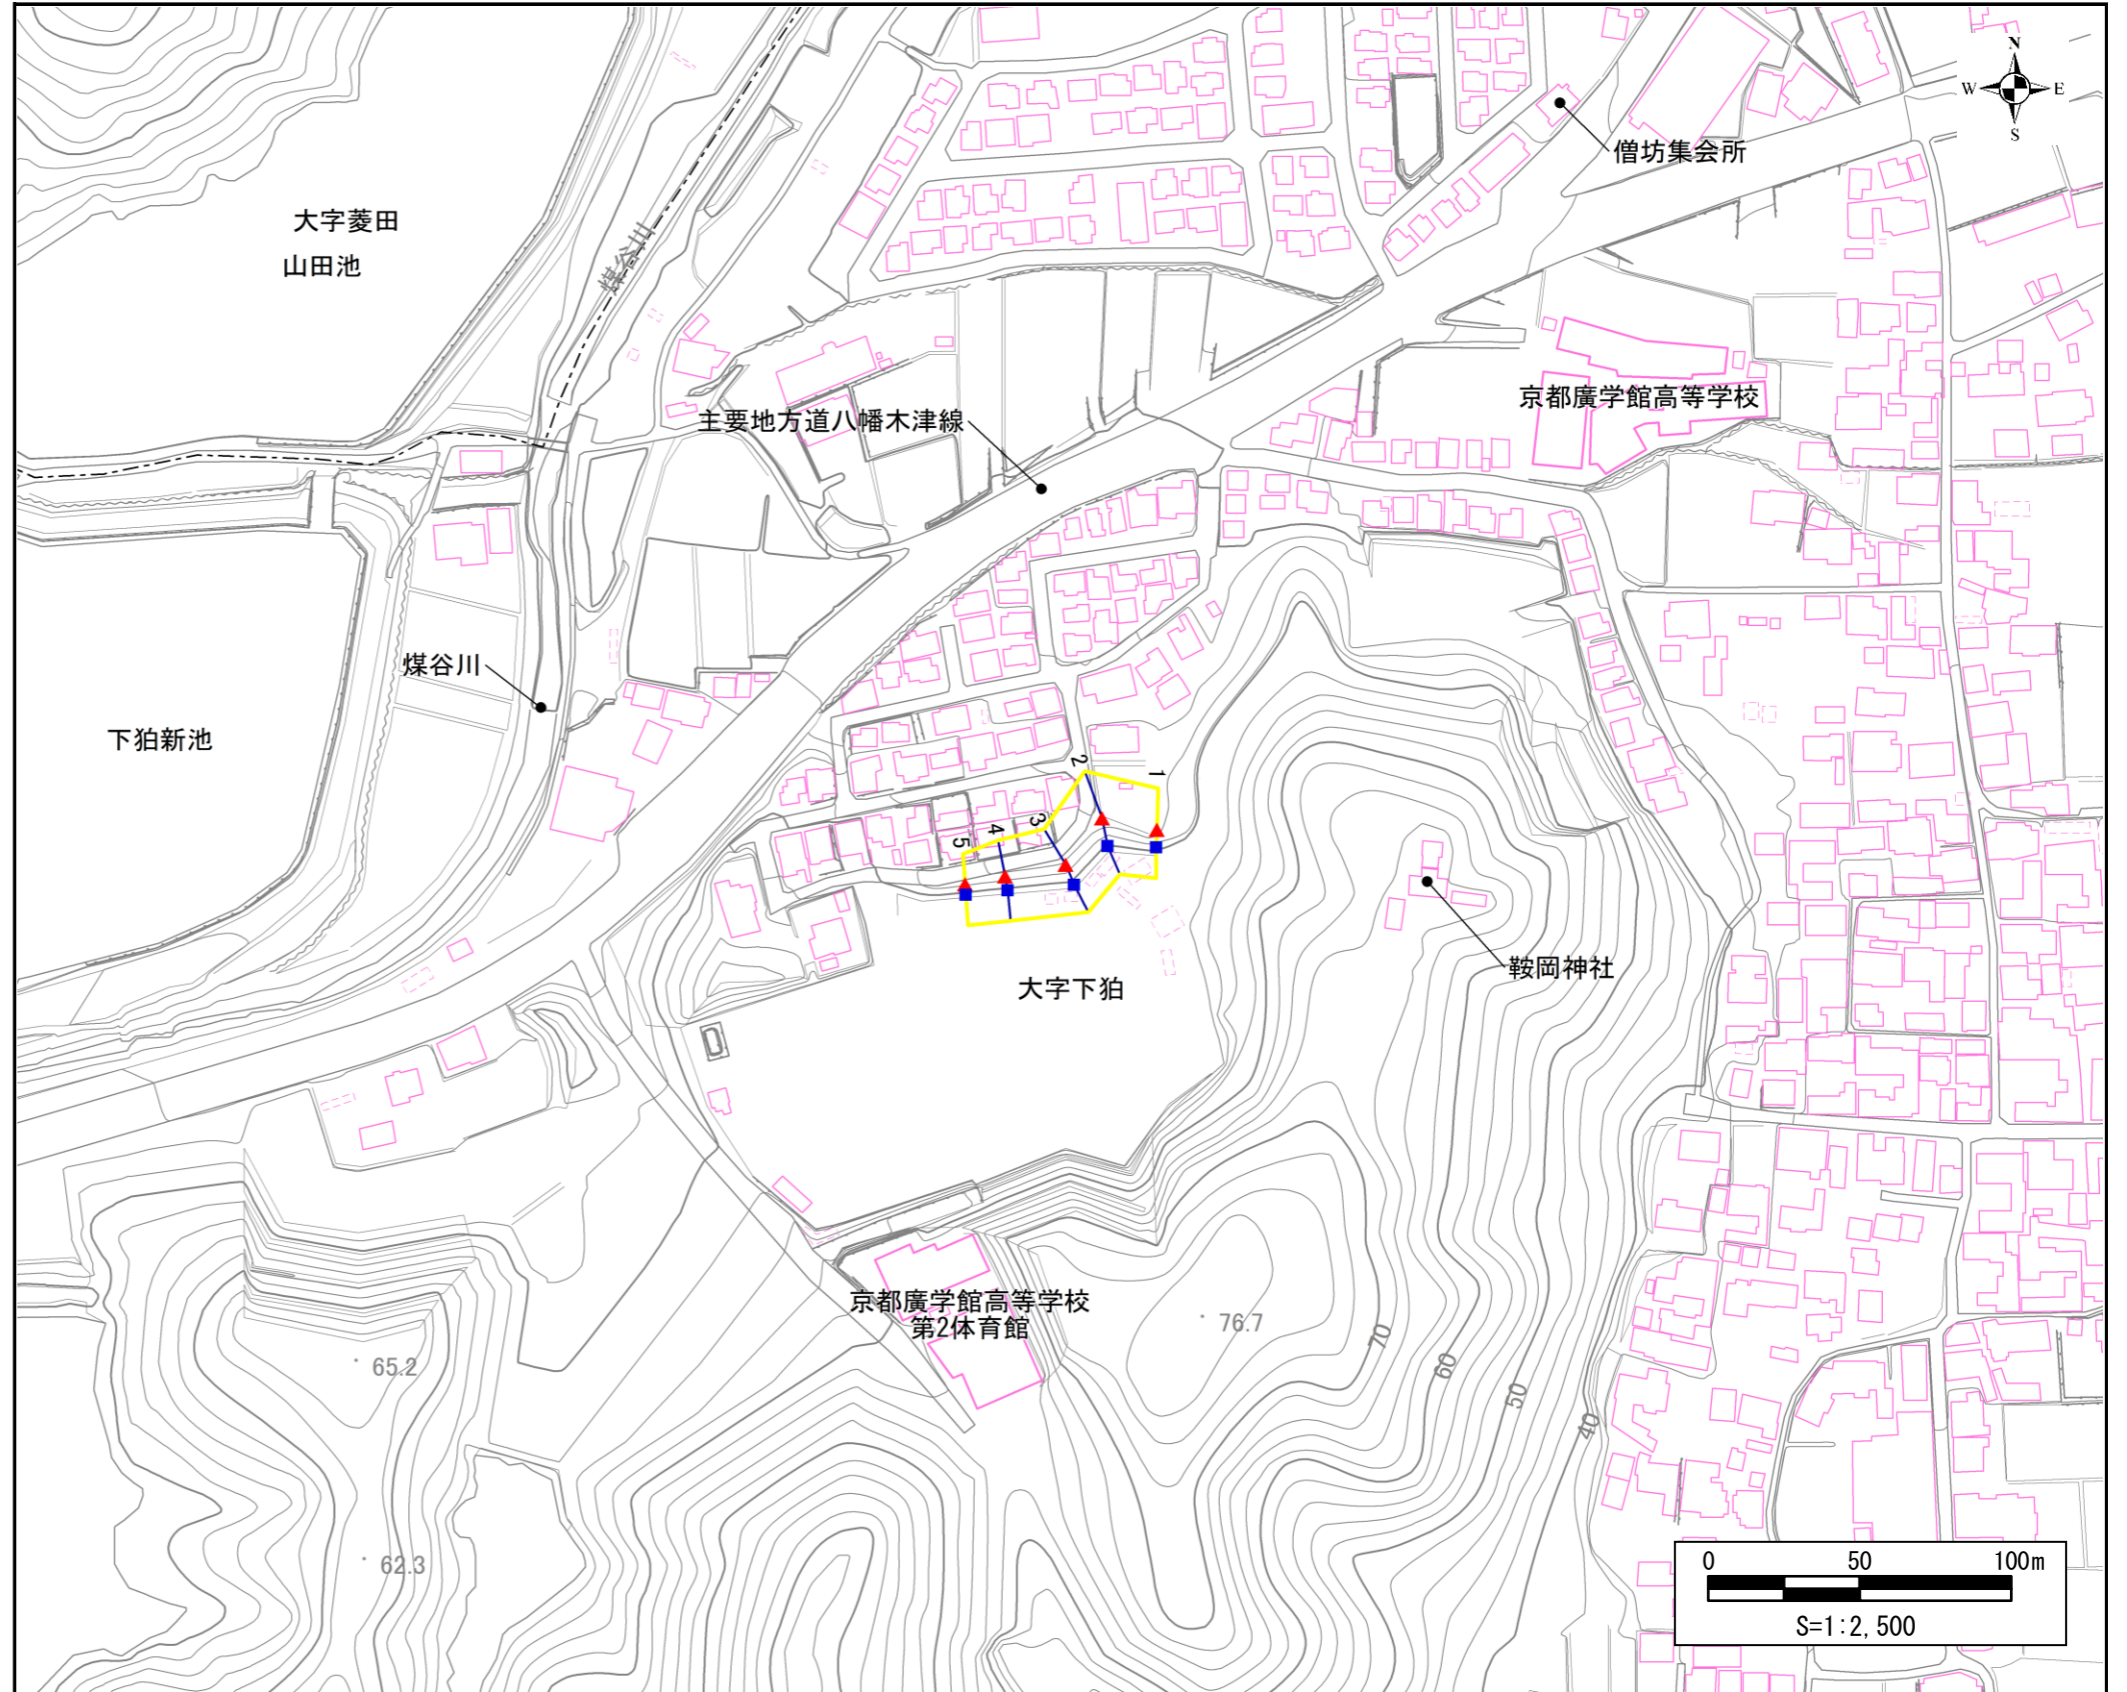 N
W
E
S
僧坊集会所
大字菱田
山田池
煤谷川
京都廣学館高等学校
主要地方道八幡木津線
煤谷川
下狛新池
2
1
3
4
5
鞍岡神社
大字下狛
京都廣学館高等学校
第2体育館
76.7
70
60
50
40
65.2
62.3
0 50 100m
S=1:2,500